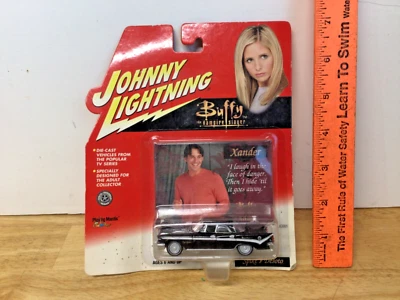 JOHNNY
LIGHTNING
Buffy
the vampire slayer
• DIE-CAST
VEHICLES FROM
THE POPULAR
TV SERIES
• SPECIALLY
DESIGNED FOR
THE ADULT
COLLECTOR
Xander
"I laugh in the
face of danger.
Then I hide 'til
it goes away."
DeSoto
The First Rule of Water Safety Learn To Swim